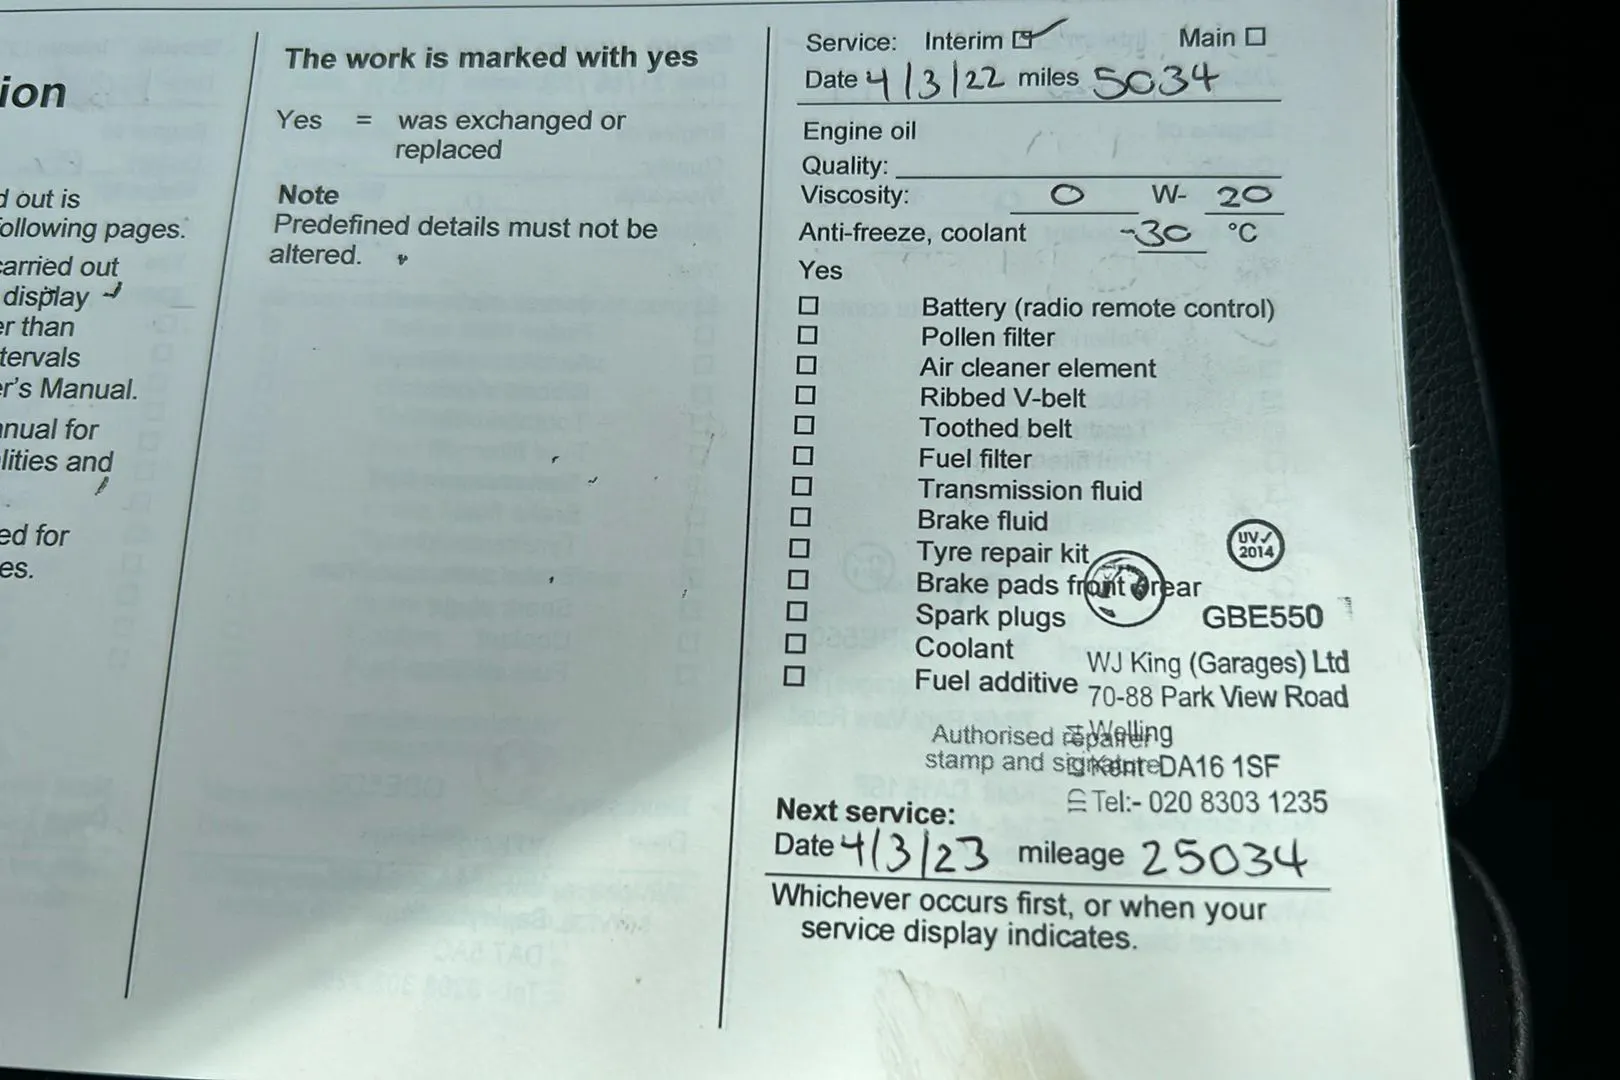 ion
d out is
following pages.
carried out
display
er than
tervals
er's Manual.
nual for
lities and
ed for
es.
The work is marked with yes
Yes = was exchanged or
replaced
Note
Predefined details must not be
altered.
Service: Interim Main
Date 4/3/22 miles 5034
Engine oil
Quality:
Viscosity: 0 W- 20
Anti-freeze, coolant -30 °C
Yes
Battery (radio remote control)
Pollen filter
Air cleaner element
Ribbed V-belt
Toothed belt
Fuel filter
Transmission fluid
Brake fluid
Tyre repair kit
Brake pads front rear
Spark plugs
Coolant
Fuel additive
UV✓
2014
GBE550
WJ King (Garages) Ltd
70-88 Park View Road
Welling
Kent DA16 1SF
Tel:- 020 8303 1235
Authorised repairer
stamp and signature
Next service:
Date 4/3/23 mileage 25034
Whichever occurs first, or when your
service display indicates.